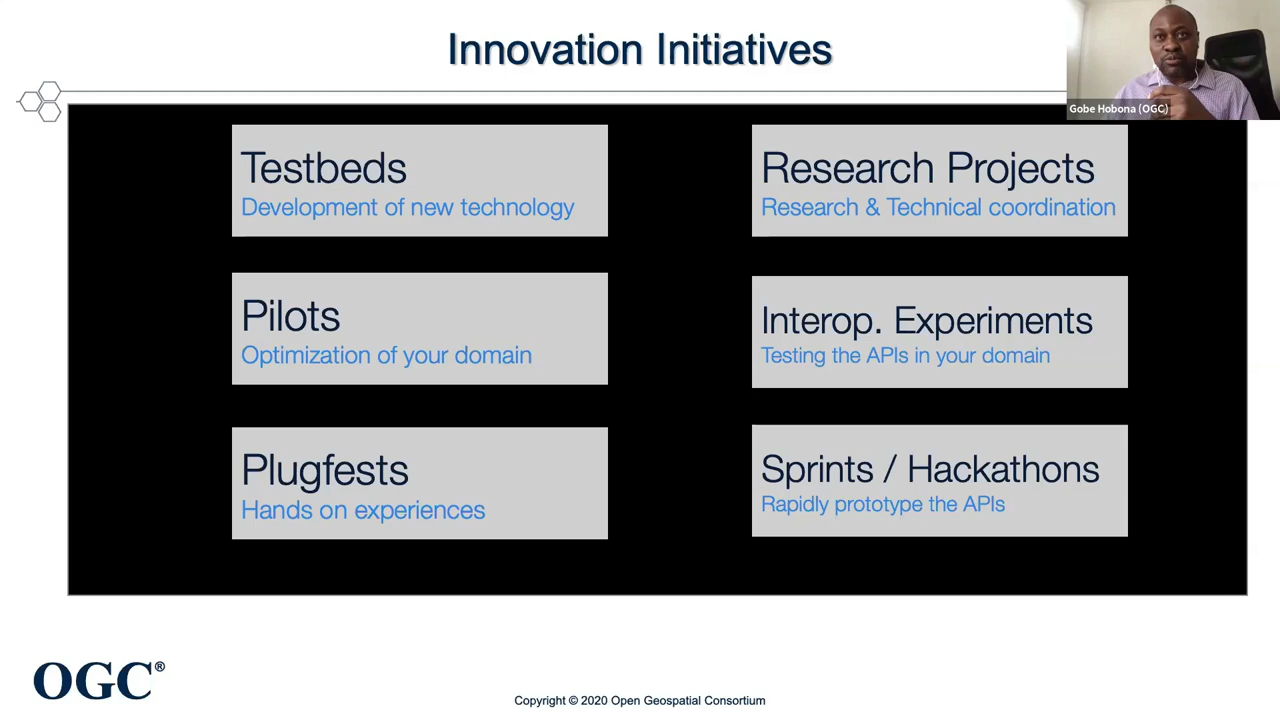 Innovation Initiatives
Gobe Hobona (OGC)
Testbeds
Development of new technology
Research Projects
Research & Technical coordination
Pilots
Optimization of your domain
Interop. Experiments
Testing the APIs in your domain
Plugfests
Hands on experiences
Sprints / Hackathons
Rapidly prototype the APIs
OGC®
Copyright © 2020 Open Geospatial Consortium